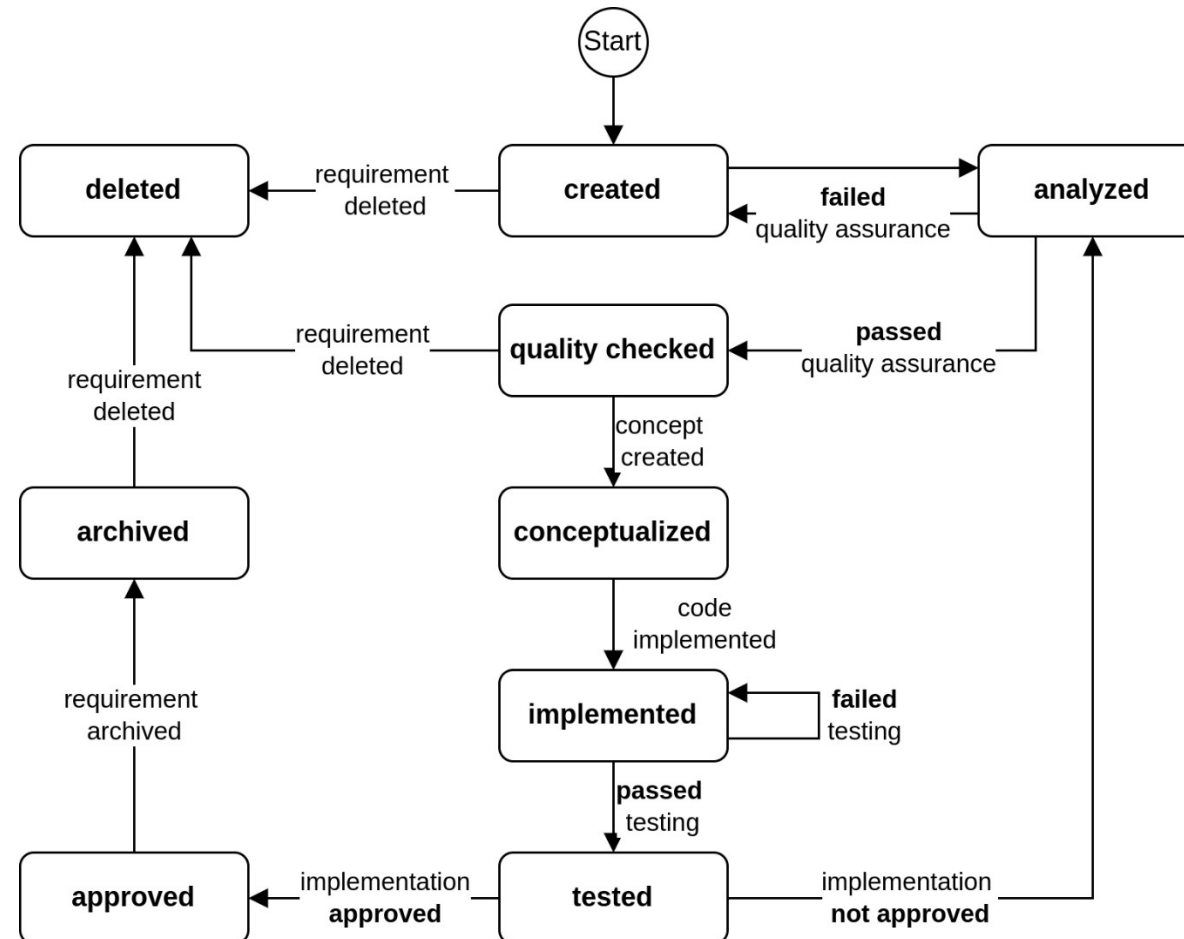 Start
deleted
requirement
deleted
created
failed
quality assurance
analyzed
requirement
deleted
quality checked
passed
quality assurance
requirement
deleted
concept
created
archived
conceptualized
code
implemented
requirement
archived
implemented
failed
testing
passed
testing
approved
implementation
approved
tested
implementation
not approved